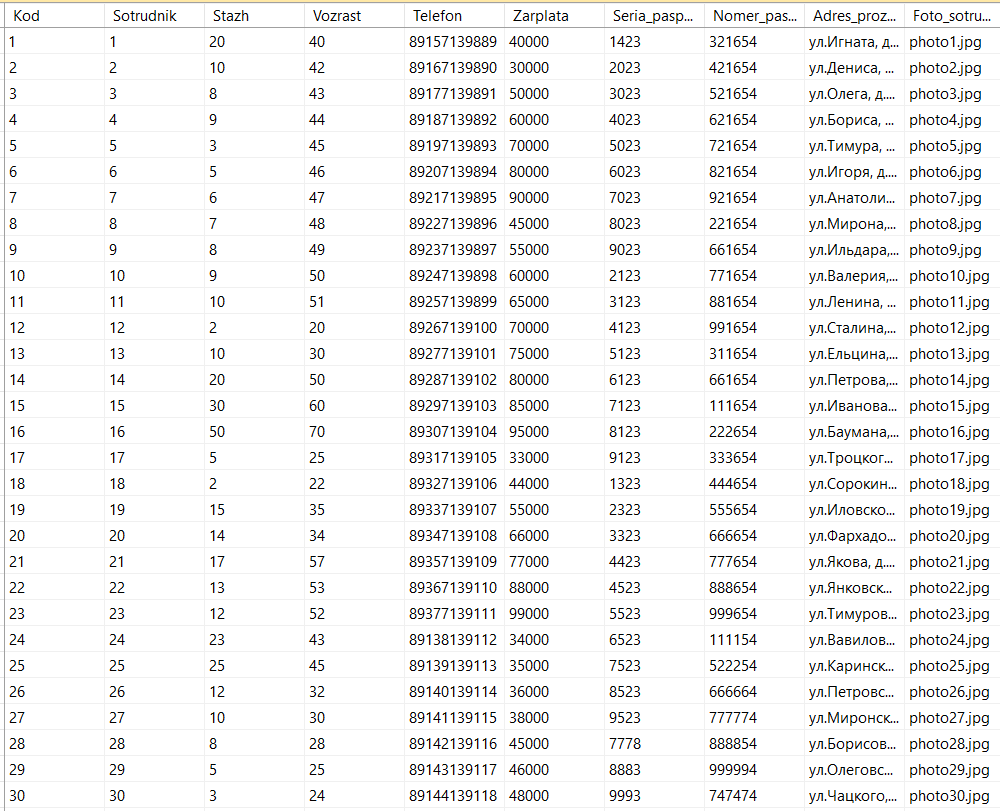 Kod Sotrudnik Stazh Vozrast Telefon Zarplata Seria_pasp... Nomer_pas... Adres_proz... Foto_sotru...
1 1 20 40 89157139889 40000 1423 321654 ул.Игната, д... photo1.jpg
2 2 10 42 89167139890 30000 2023 421654 ул.Дениса, ... photo2.jpg
3 3 8 43 89177139891 50000 3023 521654 ул.Олега, д.... photo3.jpg
4 4 9 44 89187139892 60000 4023 621654 ул.Бориса, ... photo4.jpg
5 5 3 45 89197139893 70000 5023 721654 ул.Тимура, ... photo5.jpg
6 6 5 46 89207139894 80000 6023 821654 ул.Игоря, д.... photo6.jpg
7 7 6 47 89217139895 90000 7023 921654 ул.Анатоли... photo7.jpg
8 8 7 48 89227139896 45000 8023 221654 ул.Мирона,... photo8.jpg
9 9 8 49 89237139897 55000 9023 661654 ул.Ильдара,... photo9.jpg
10 10 9 50 89247139898 60000 2123 771654 ул.Валерия,... photo10.jpg
11 11 10 51 89257139899 65000 3123 881654 ул.Ленина, ... photo11.jpg
12 12 2 20 89267139100 70000 4123 991654 ул.Сталина,... photo12.jpg
13 13 10 30 89277139101 75000 5123 311654 ул.Ельцина,... photo13.jpg
14 14 20 50 89287139102 80000 6123 661654 ул.Петрова,... photo14.jpg
15 15 30 60 89297139103 85000 7123 111654 ул.Иванова... photo15.jpg
16 16 50 70 89307139104 95000 8123 222654 ул.Баумана,... photo16.jpg
17 17 5 25 89317139105 33000 9123 333654 ул.Троцког... photo17.jpg
18 18 2 22 89327139106 44000 1323 444654 ул.Сорокин... photo18.jpg
19 19 15 35 89337139107 55000 2323 555654 ул.Иловско... photo19.jpg
20 20 14 34 89347139108 66000 3323 666654 ул.Фархадо... photo20.jpg
21 21 17 57 89357139109 77000 4423 777654 ул.Якова, д.... photo21.jpg
22 22 13 53 89367139110 88000 4523 888654 ул.Янковск... photo22.jpg
23 23 12 52 89377139111 99000 5523 999654 ул.Тимуров... photo23.jpg
24 24 23 43 89138139112 34000 6523 111154 ул.Вавилов... photo24.jpg
25 25 25 45 89139139113 35000 7523 522254 ул.Каринск... photo25.jpg
26 26 12 32 89140139114 36000 8523 666664 ул.Петровс... photo26.jpg
27 27 10 30 89141139115 38000 9523 777774 ул.Миронск... photo27.jpg
28 28 8 28 89142139116 45000 7778 888854 ул.Борисов... photo28.jpg
29 29 5 25 89143139117 46000 8883 999994 ул.Олеговс... photo29.jpg
30 30 3 24 89144139118 48000 9993 747474 ул.Чацкого,... photo30.jpg